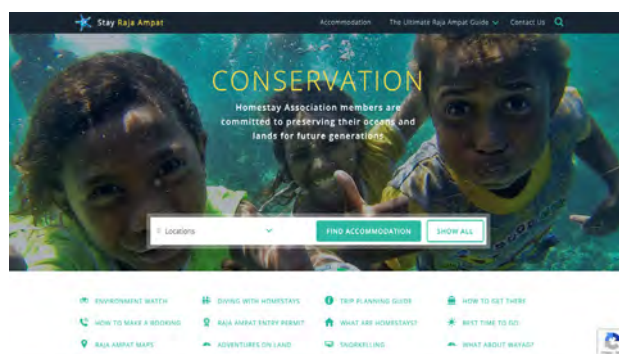 Stay Raja Ampat Accommodation The Ultimate Raja Ampat Guide Contact Us
CONSERVATION
Homestay Association members are
committed to preserving their oceans and
lands for future generations
Locations FIND ACCOMMODATION SHOW ALL
ENVIRONMENT WATCH DIVING WITH HOMESTAYS TRIP PLANNING GUIDE HOW TO GET THERE
HOW TO MAKE A BOOKING RAJA AMPAT ENTRY PERMIT WHAT ARE HOMESTAYS? BEST TIME TO GO
RAJA AMPAT MAPS ADVENTURES ON LAND SNORKELLING WHAT ABOUT WAYAG?